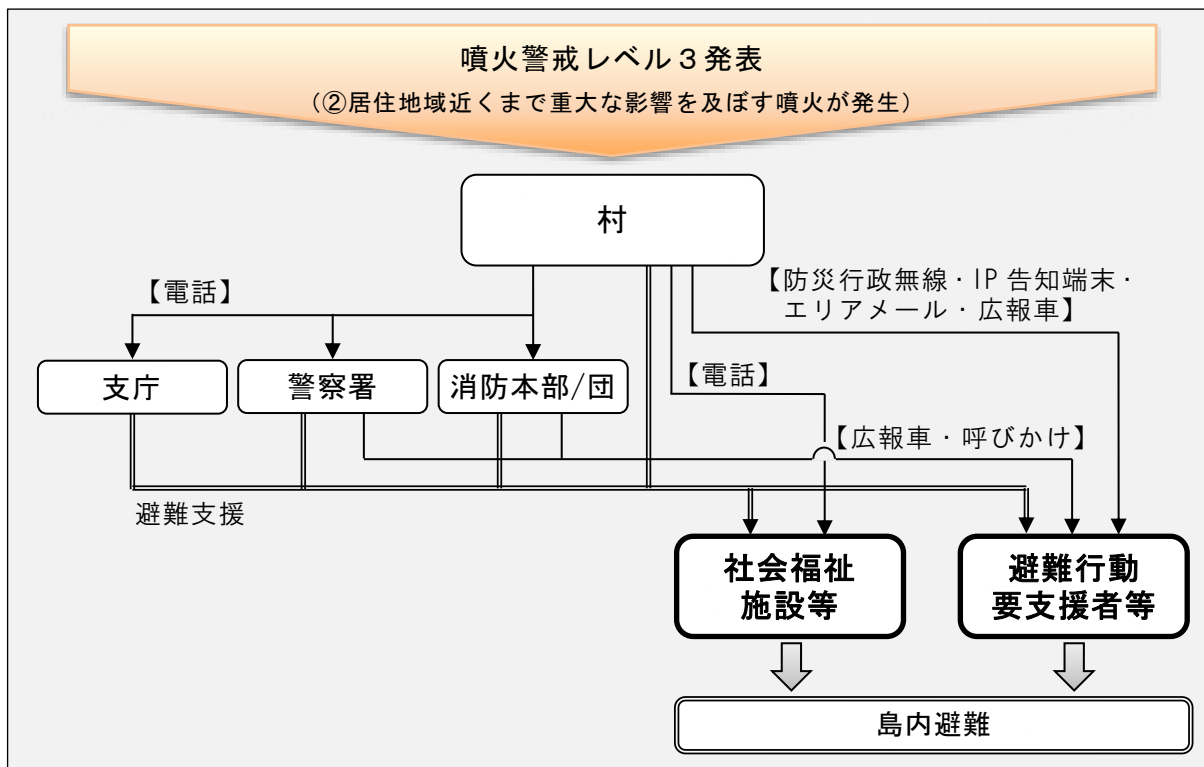 噴火警戒レベル３発表
（②居住地域近くまで重大な影響を及ぼす噴火が発生）
村
【電話】
【防災行政無線・IP 告知端末・
エリアメール・広報車】
支庁
警察署
消防本部/団
【電話】
【広報車・呼びかけ】
避難支援
社会福祉
施設等
避難行動
要支援者等
島内避難